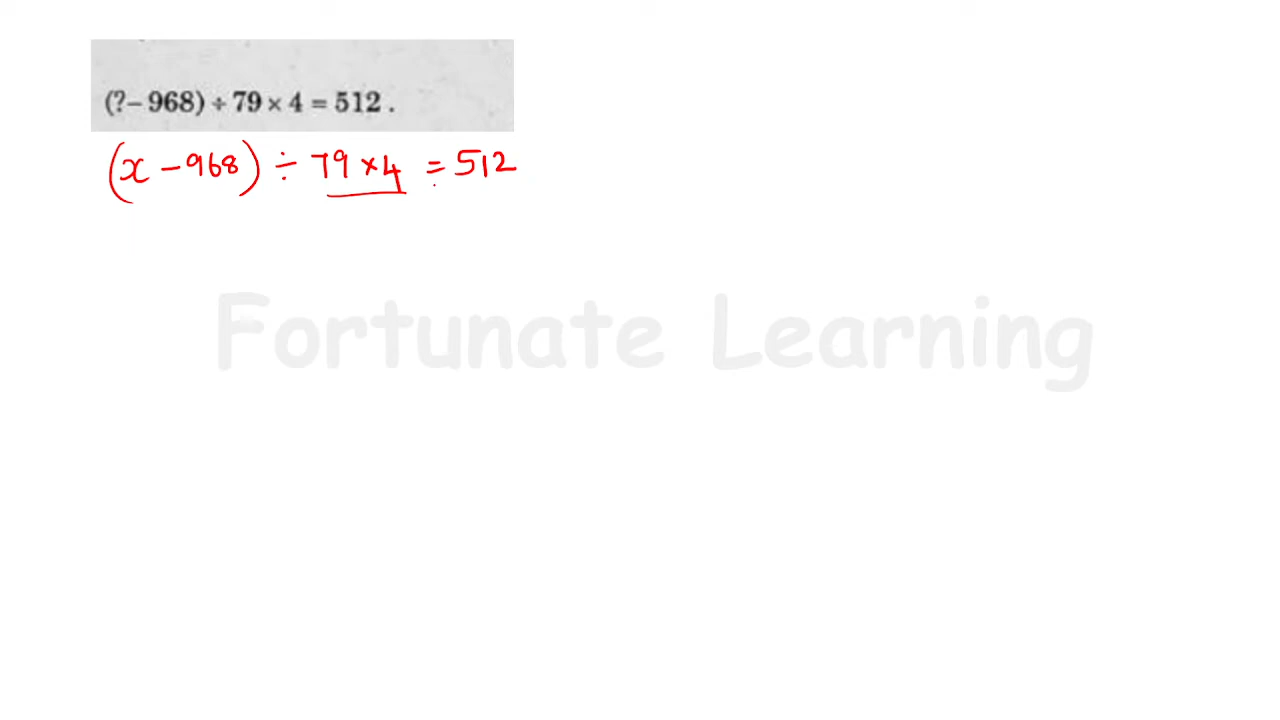 (?– 968) ÷ 79 × 4 = 512 .
(x – 968) ÷ 79 × 4 = 512
Fortunate Learning